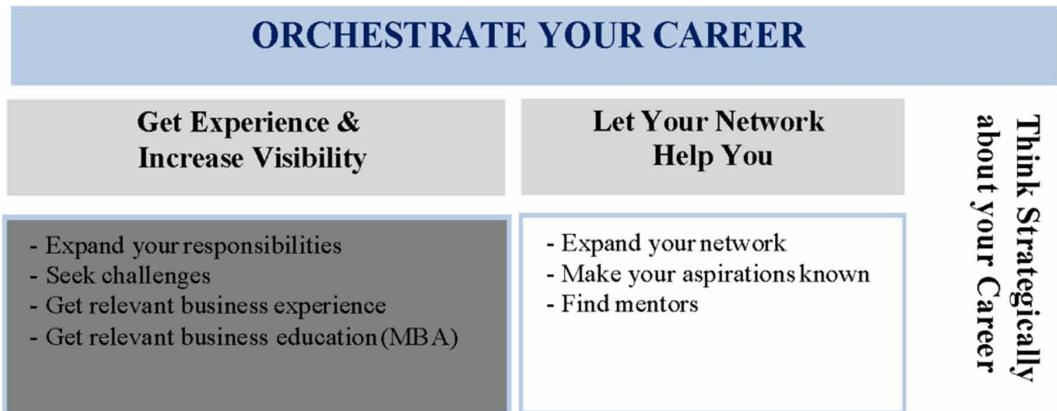 ORCHESTRATE YOUR CAREER
Get Experience &
Increase Visibility
- Expand your responsibilities
- Seek challenges
- Get relevant business experience
- Get relevant business education (MBA)
Let Your Network
Help You
- Expand your network
- Make your aspirations known
- Find mentors
Think Strategically
about your Career